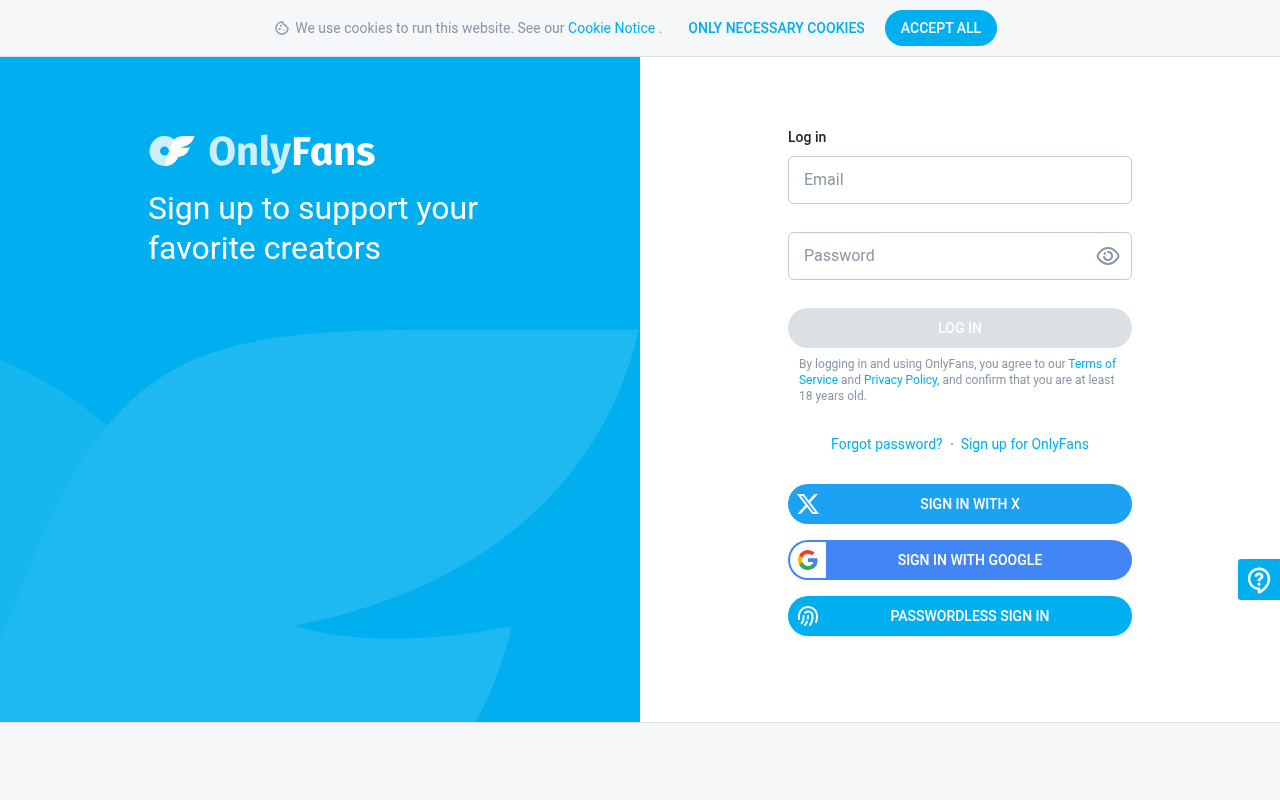 We use cookies to run this website. See our Cookie Notice . ONLY NECESSARY COOKIES ACCEPT ALL
OnlyFans
Sign up to support your
favorite creators
Log in
Email
Password
LOG IN
By logging in and using OnlyFans, you agree to our Terms of
Service and Privacy Policy, and confirm that you are at least
18 years old.
Forgot password? · Sign up for OnlyFans
SIGN IN WITH X
SIGN IN WITH GOOGLE
PASSWORDLESS SIGN IN